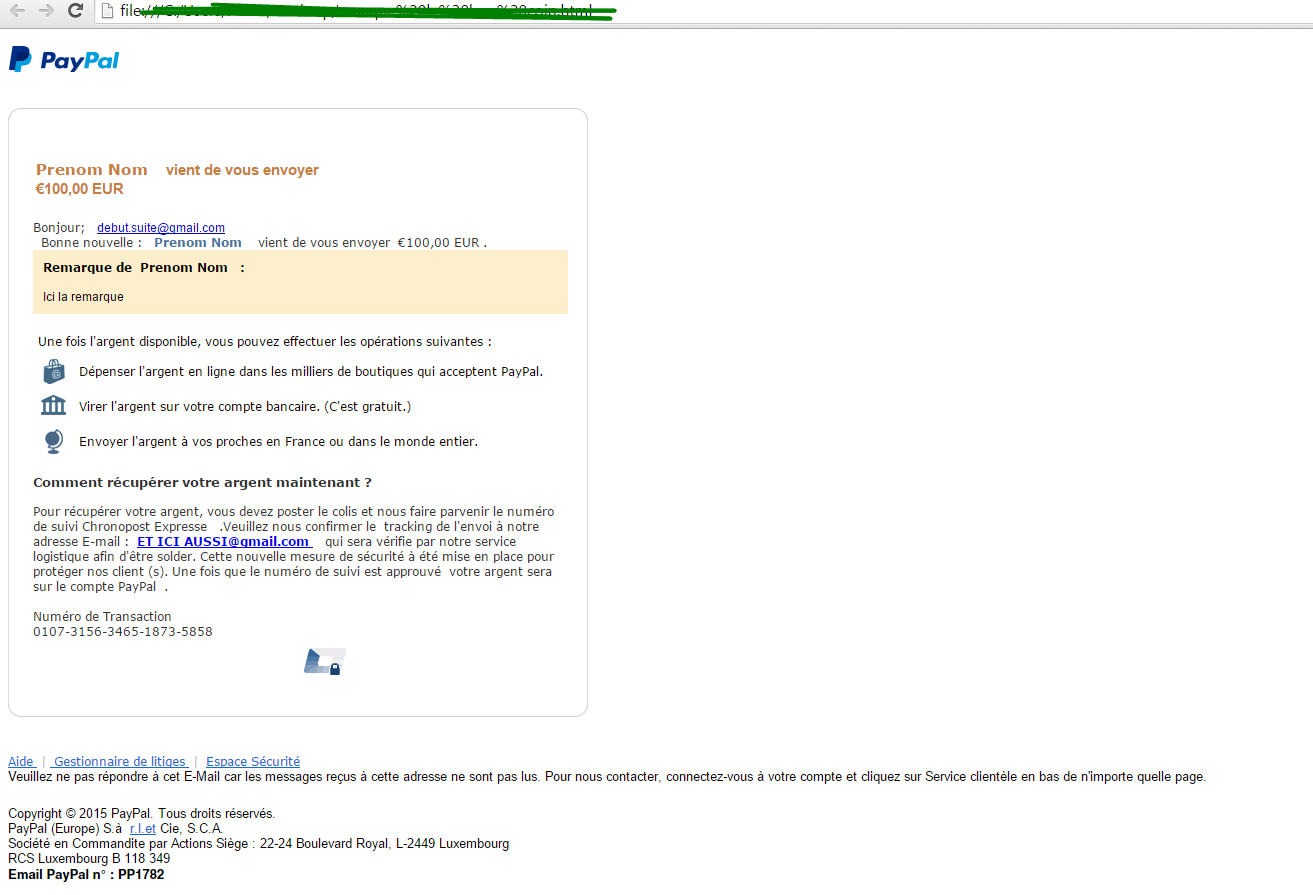 file:///C:/Users/
PayPal
Prenom Nom vient de vous envoyer
€100,00 EUR
Bonjour; debut.suite@gmail.com
Bonne nouvelle : Prenom Nom vient de vous envoyer €100,00 EUR .
Remarque de Prenom Nom :
Ici la remarque
Une fois l'argent disponible, vous pouvez effectuer les opérations suivantes :
Dépenser l'argent en ligne dans les milliers de boutiques qui acceptent PayPal.
Virer l'argent sur votre compte bancaire. (C'est gratuit.)
Envoyer l'argent à vos proches en France ou dans le monde entier.
Comment récupérer votre argent maintenant ?
Pour récupérer votre argent, vous devez poster le colis et nous faire parvenir le numéro
de suivi Chronopost Expresse .Veuillez nous confirmer le tracking de l'envoi à notre
adresse E-mail : ET ICI AUSSI@gmail.com qui sera vérifie par notre service
logistique afin d'être solder. Cette nouvelle mesure de sécurité à été mise en place pour
protéger nos client (s). Une fois que le numéro de suivi est approuvé votre argent sera
sur le compte PayPal .
Numéro de Transaction
0107-3156-3465-1873-5858
Aide | Gestionnaire de litiges | Espace Sécurité
Veuillez ne pas répondre à cet E-Mail car les messages reçus à cette adresse ne sont pas lus. Pour nous contacter, connectez-vous à votre compte et cliquez sur Service clientèle en bas de n'importe quelle page.
Copyright © 2015 PayPal. Tous droits réservés.
PayPal (Europe) S.à r.l.et Cie, S.C.A.
Société en Commandite par Actions Siège : 22-24 Boulevard Royal, L-2449 Luxembourg
RCS Luxembourg B 118 349
Email PayPal n° : PP1782